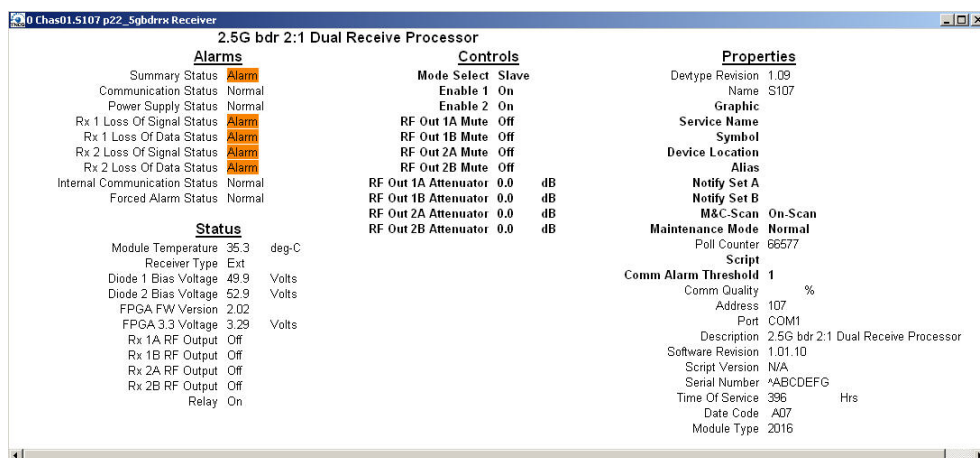 0 Chas01.S107 p22_5gbdrrx Receiver
2.5G bdr 2:1 Dual Receive Processor
Alarms
Summary Status Alarm
Communication Status Normal
Power Supply Status Normal
Rx 1 Loss Of Signal Status Alarm
Rx 1 Loss Of Data Status Alarm
Rx 2 Loss Of Signal Status Alarm
Rx 2 Loss Of Data Status Alarm
Internal Communication Status Normal
Forced Alarm Status Normal
Status
Module Temperature 35.3 deg-C
Receiver Type Ext
Diode 1 Bias Voltage 49.9 Volts
Diode 2 Bias Voltage 52.9 Volts
FPGA FW Version 2.02
FPGA 3.3 Voltage 3.29 Volts
Rx 1A RF Output Off
Rx 1B RF Output Off
Rx 2A RF Output Off
Rx 2B RF Output Off
Relay On
Controls
Mode Select Slave
Enable 1 On
Enable 2 On
RF Out 1A Mute Off
RF Out 1B Mute Off
RF Out 2A Mute Off
RF Out 2B Mute Off
RF Out 1A Attenuator 0.0 dB
RF Out 1B Attenuator 0.0 dB
RF Out 2A Attenuator 0.0 dB
RF Out 2B Attenuator 0.0 dB
Properties
Devtype Revision 1.09
Name S107
Graphic
Service Name
Symbol
Device Location
Alias
Notify Set A
Notify Set B
M&C-Scan On-Scan
Maintenance Mode Normal
Poll Counter 66577
Script
Comm Alarm Threshold 1
Comm Quality %
Address 107
Port COM1
Description 2.5G bdr 2:1 Dual Receive Processor
Software Revision 1.01.10
Script Version N/A
Serial Number ^ABCDEFG
Time Of Service 396 Hrs
Date Code A07
Module Type 2016